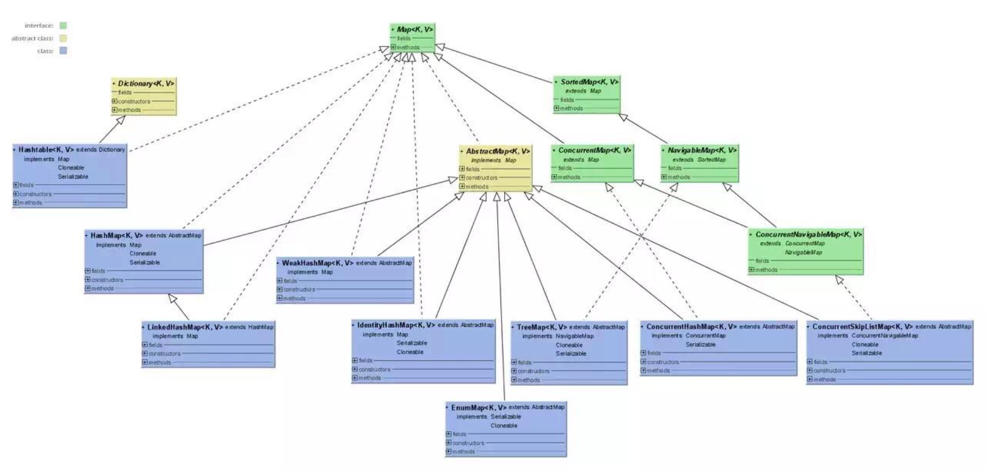 interface:
abstract class:
class:
Map<K, V>
fields
methods
Dictionary<K, V>
fields
constructors
methods
SortedMap<K, V>
extends Map
fields
methods
Hashtable<K, V> extends Dictionary
implements Map
Cloneable
Serializable
fields
constructors
methods
AbstractMap<K, V>
implements Map
fields
constructors
methods
ConcurrentMap<K, V>
extends Map
fields
methods
NavigableMap<K, V>
extends SortedMap
fields
methods
HashMap<K, V> extends AbstractMap
implements Map
Cloneable
Serializable
fields
constructors
methods
WeakHashMap<K, V> extends AbstractMap
implements Map
fields
constructors
methods
ConcurrentNavigableMap<K, V>
extends ConcurrentMap
NavigableMap
fields
methods
LinkedHashMap<K, V> extends HashMap
implements Map
fields
constructors
methods
IdentityHashMap<K, V> extends AbstractMap
implements Map
Serializable
Cloneable
fields
constructors
methods
TreeMap<K, V> extends AbstractMap
implements NavigableMap
Cloneable
Serializable
fields
constructors
methods
ConcurrentHashMap<K, V> extends AbstractMap
implements ConcurrentMap
Serializable
fields
constructors
methods
ConcurrentSkipListMap<K, V> extends AbstractMap
implements ConcurrentNavigableMap
Cloneable
Serializable
fields
constructors
methods
EnumMap<K, V> extends AbstractMap
implements Serializable
Cloneable
fields
constructors
methods